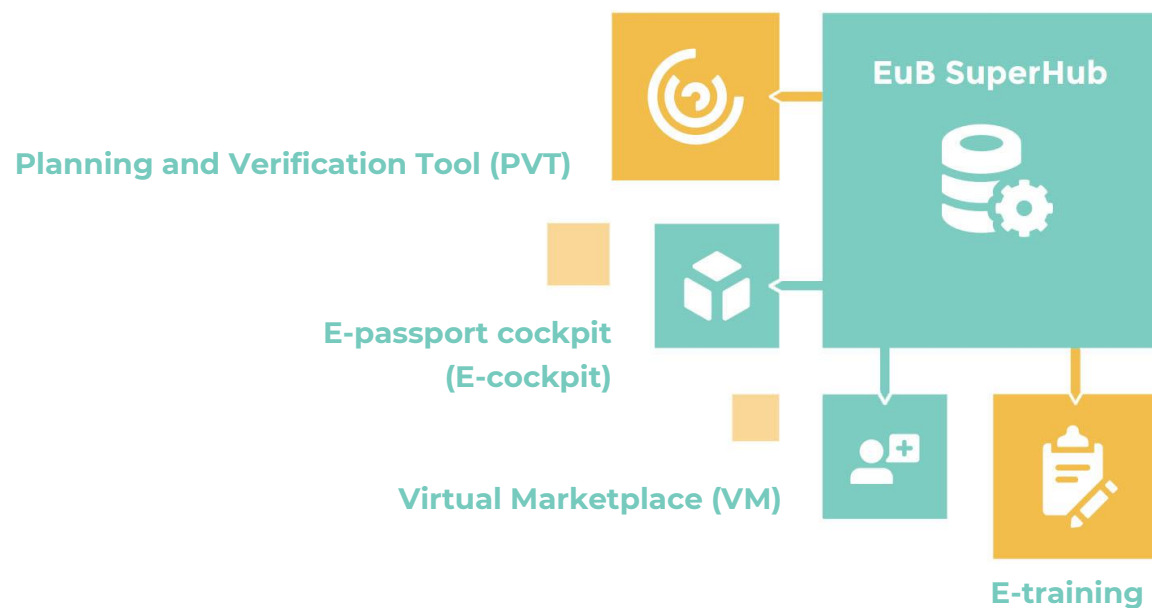 EuB SuperHub
Planning and Verification Tool (PVT)
E-passport cockpit
(E-cockpit)
Virtual Marketplace (VM)
E-training